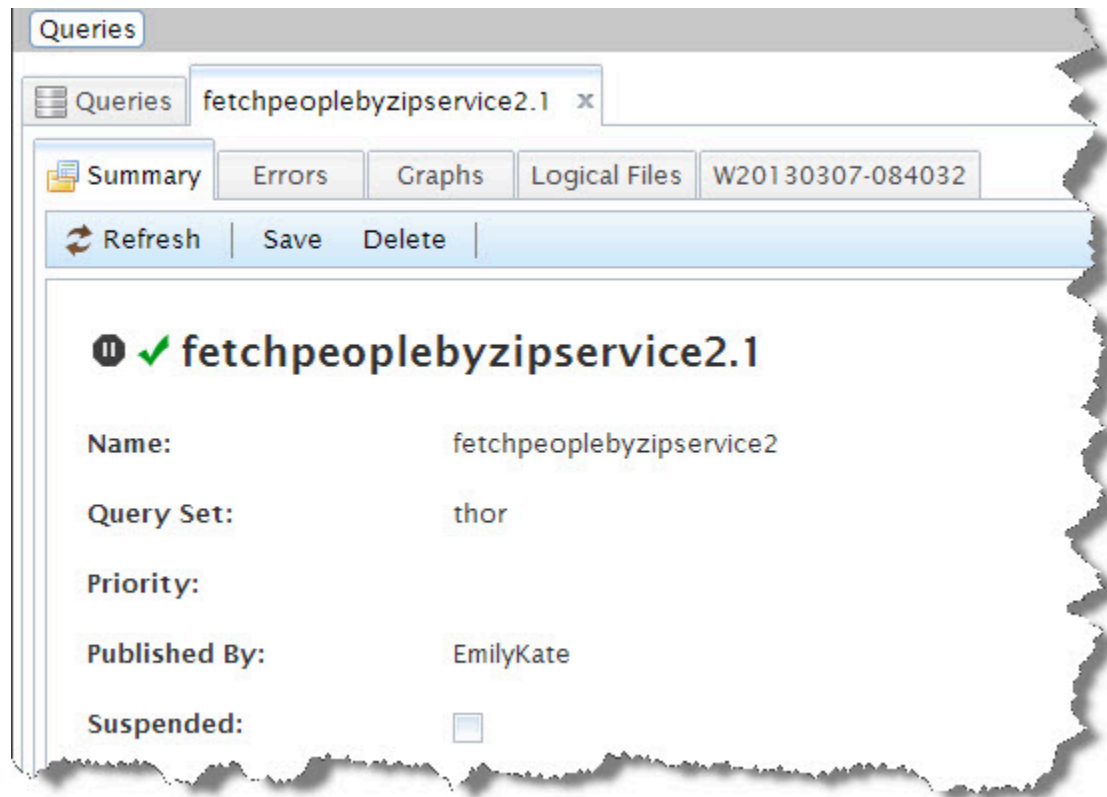 Queries
Queries fetchpeoplebyzipservice2.1 x
Summary Errors Graphs Logical Files W20130307-084032
Refresh Save Delete
fetchpeoplebyzipservice2.1
Name: fetchpeoplebyzipservice2
Query Set: thor
Priority:
Published By: EmilyKate
Suspended: